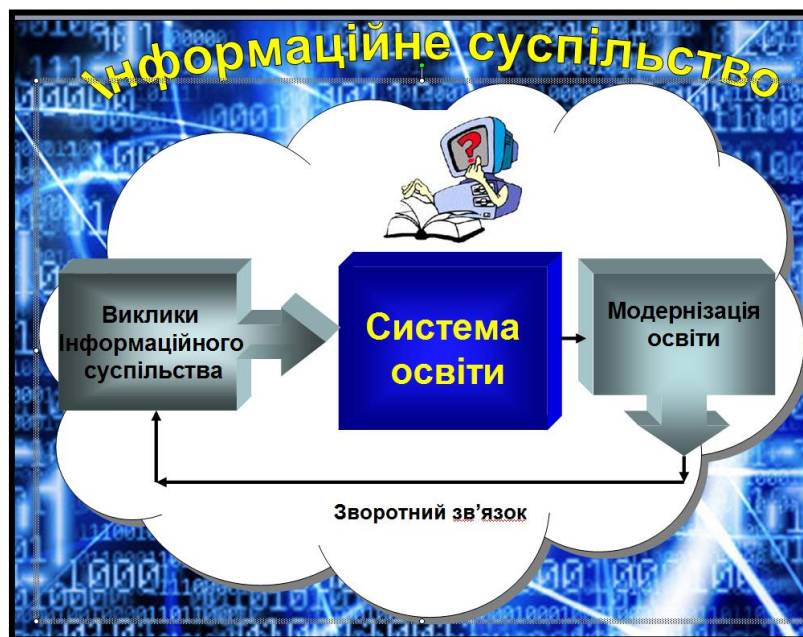 Інформаційне суспільство
?
Виклики
Інформаційного
суспільства
Система
освіти
Модернізація
освіти
Зворотний зв’язок